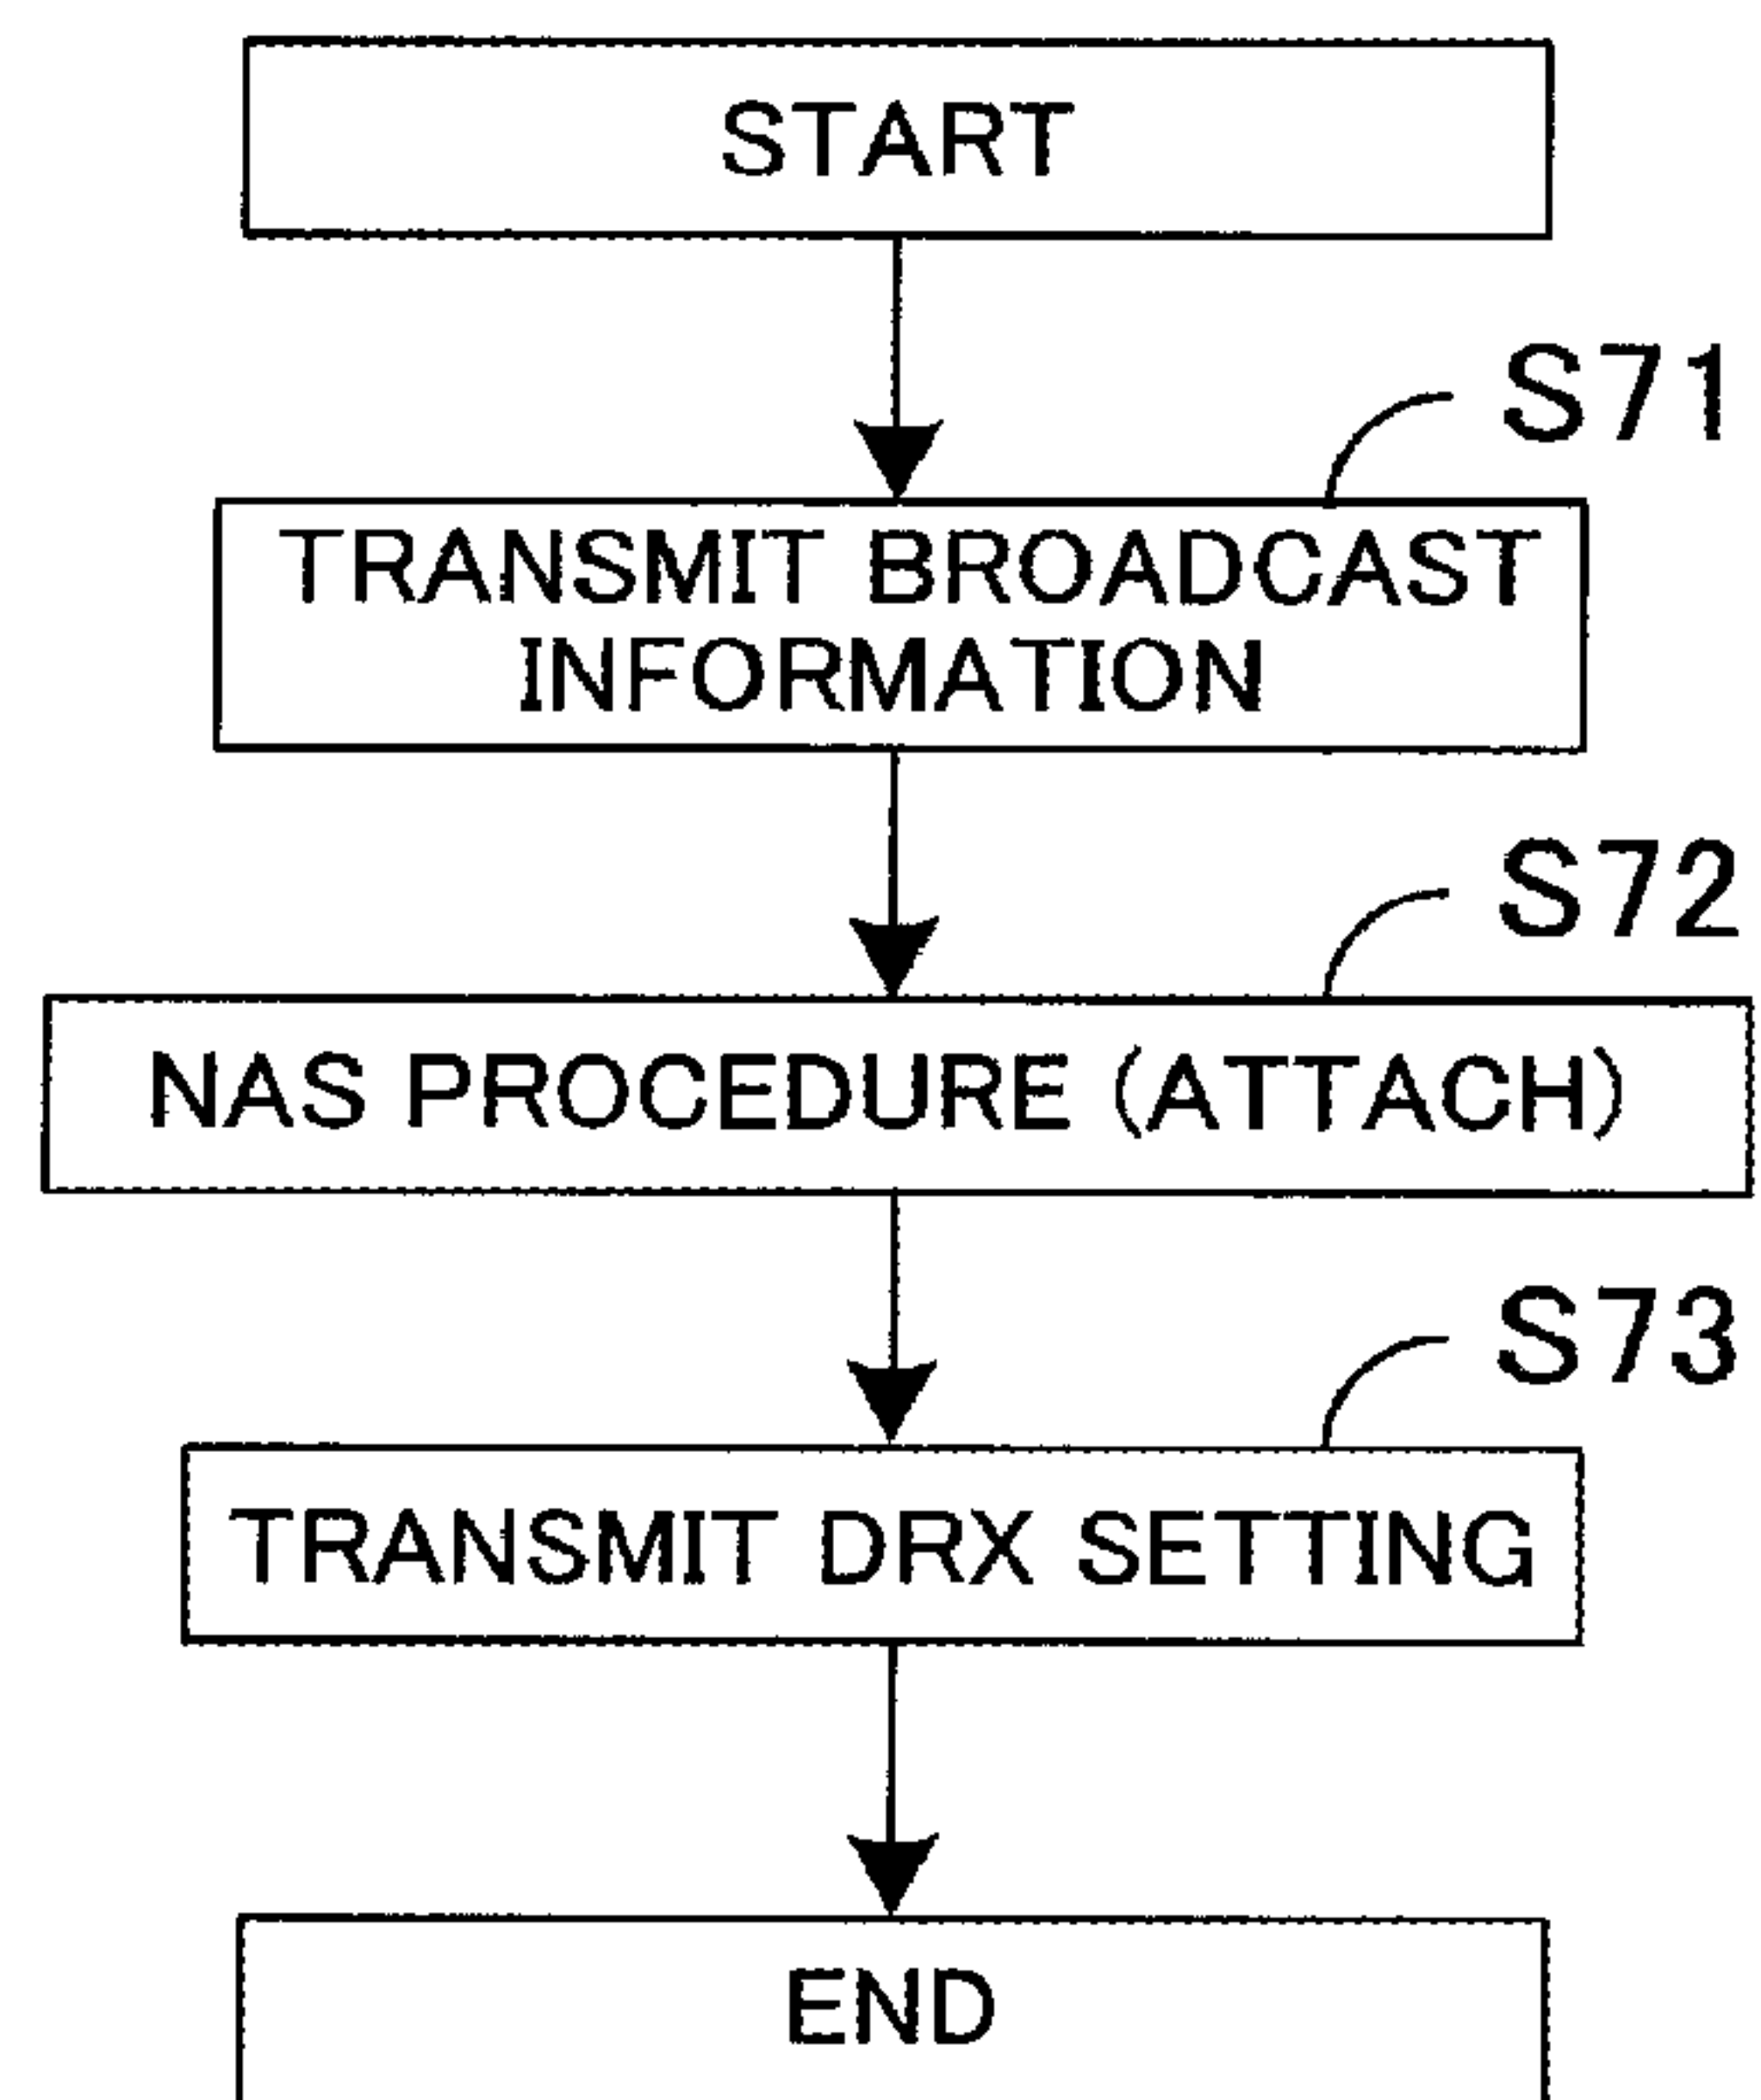 START
S71
TRANSMIT BROADCAST
INFORMATION
S72
NAS PROCEDURE (ATTACH)
S73
TRANSMIT DRX SETTING
END